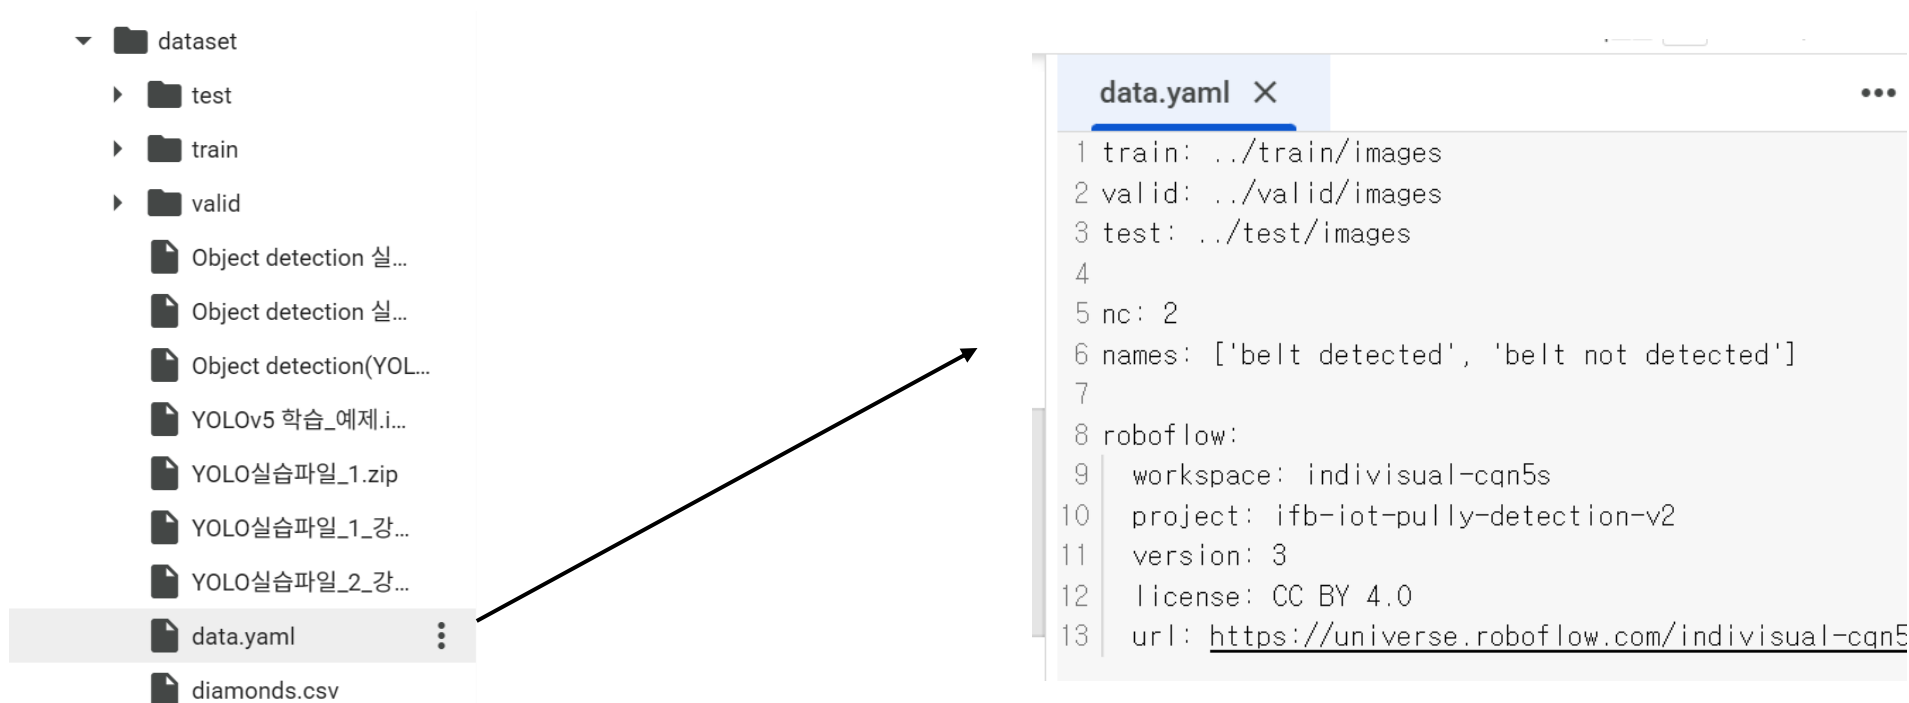 dataset
test
train
valid
Object detection 실...
Object detection 실...
Object detection(YOL...
YOLOv5 학습_예제.i...
YOLO실습파일_1.zip
YOLO실습파일_1_강...
YOLO실습파일_2_강...
data.yaml
diamonds.csv
data.yaml
1 train: ../train/images
2 valid: ../valid/images
3 test: ../test/images
4
5 nc: 2
6 names: ['belt detected', 'belt not detected']
7
8 roboflow:
9 workspace: indivisual-cqn5s
10 project: ifb-iot-pully-detection-v2
11 version: 3
12 license: CC BY 4.0
13 url: https://universe.roboflow.com/indivisual-cqn5